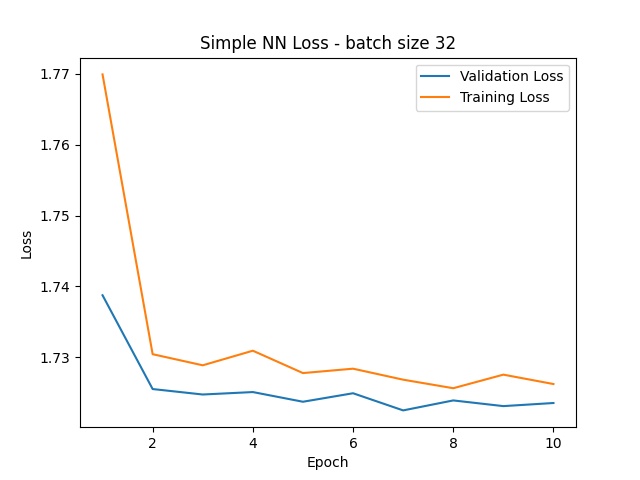 Simple NN Loss - batch size 32
Validation Loss
Training Loss
1.77
1.76
1.75
1.74
1.73
Loss
2
4
6
8
10
Epoch